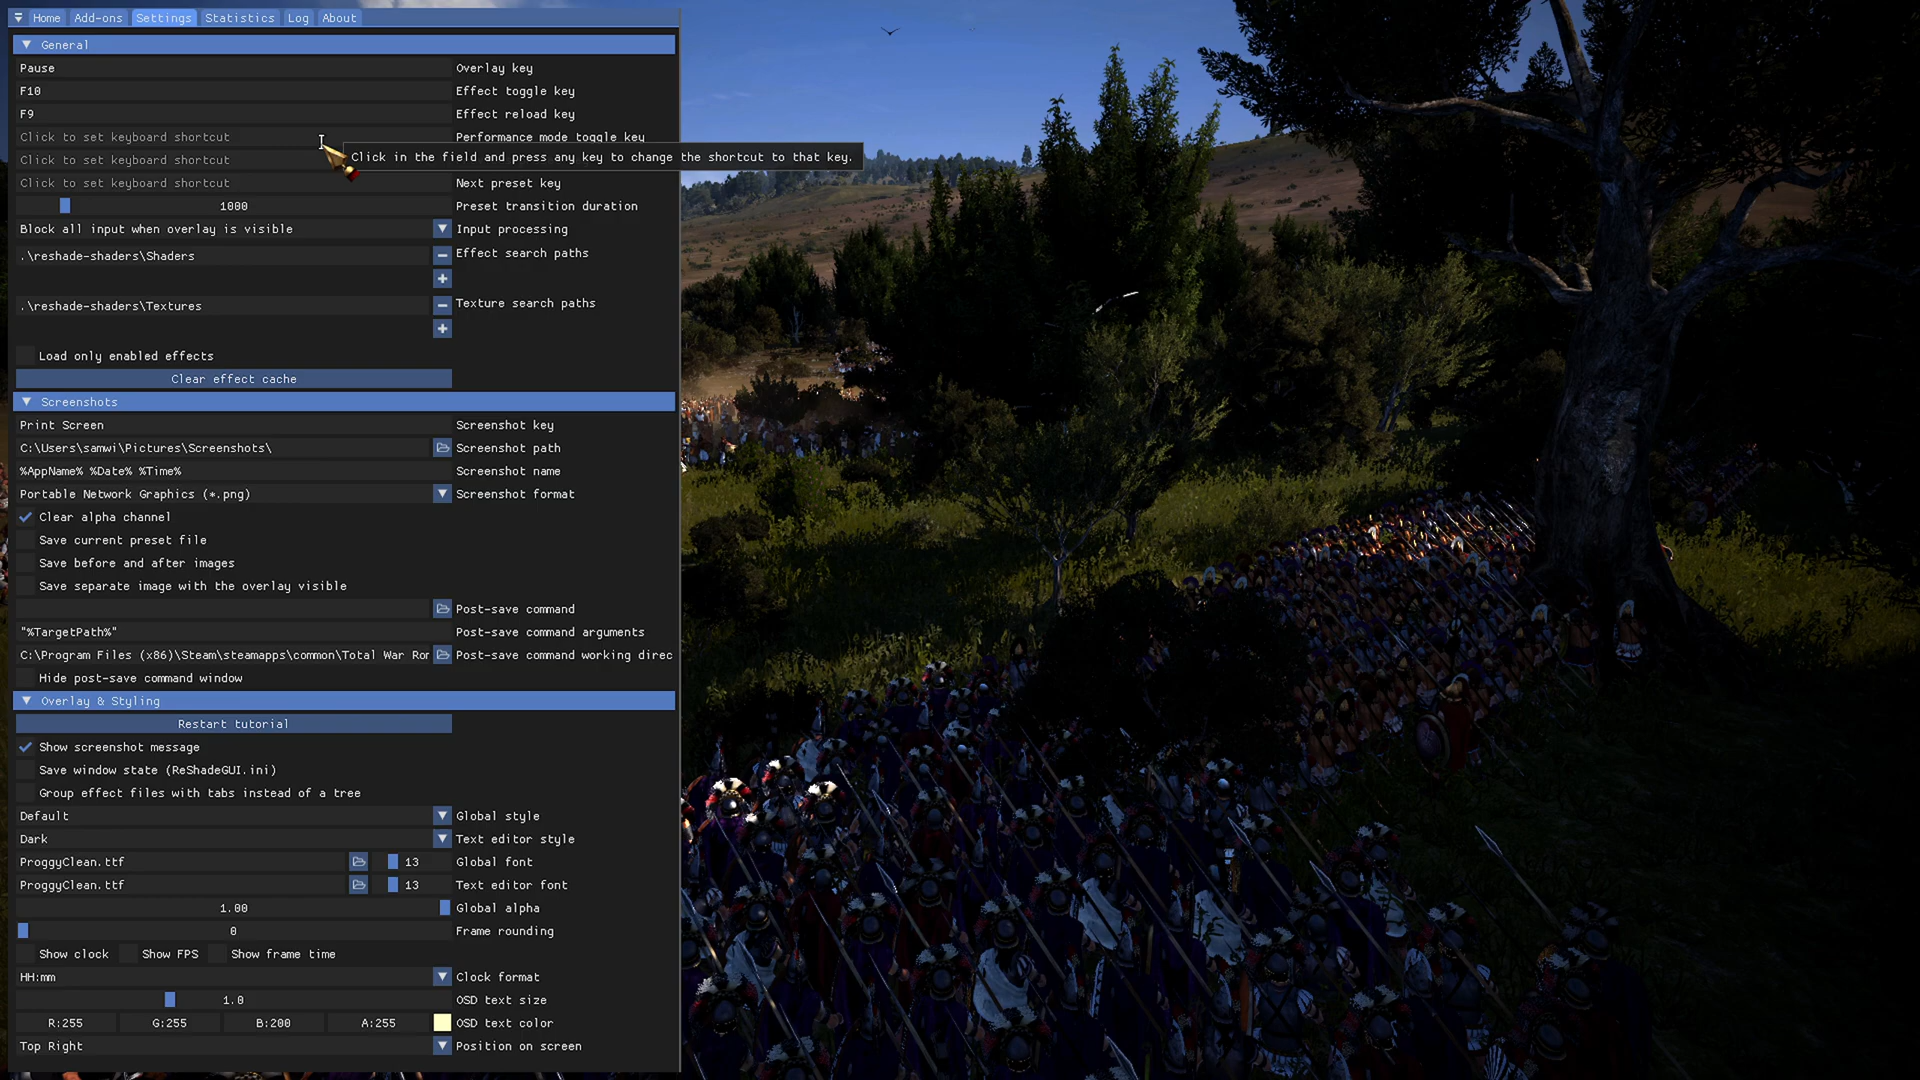 Home Add-ons Settings Statistics Log About
General
Pause Overlay key
F10 Effect toggle key
F9 Effect reload key
Click to set keyboard shortcut Performance mode toggle key
Click to set keyboard shortcut
Click in the field and press any key to change the shortcut to that key.
Click to set keyboard shortcut Next preset key
1000 Preset transition duration
Block all input when overlay is visible Input processing
.\reshade-shaders\Shaders Effect search paths
.\reshade-shaders\Textures Texture search paths
Load only enabled effects
Clear effect cache
Screenshots
Print Screen Screenshot key
C:\Users\samwi\Pictures\Screenshots\ Screenshot path
%AppName% %Date% %Time% Screenshot name
Portable Network Graphics (*.png) Screenshot format
Clear alpha channel
Save current preset file
Save before and after images
Save separate image with the overlay visible
Post-save command
"%TargetPath%" Post-save command arguments
C:\Program Files (x86)\Steam\steamapps\common\Total War Ror Post-save command working direc
Hide post-save command window
Overlay & Styling
Restart tutorial
Show screenshot message
Save window state (ReShadeGUI.ini)
Group effect files with tabs instead of a tree
Default Global style
Dark Text editor style
ProggyClean.ttf 13 Global font
ProggyClean.ttf 13 Text editor font
1.00 Global alpha
0 Frame rounding
Show clock Show FPS Show frame time
HH:mm Clock format
1.0 OSD text size
R:255 G:255 B:200 A:255 OSD text color
Top Right Position on screen